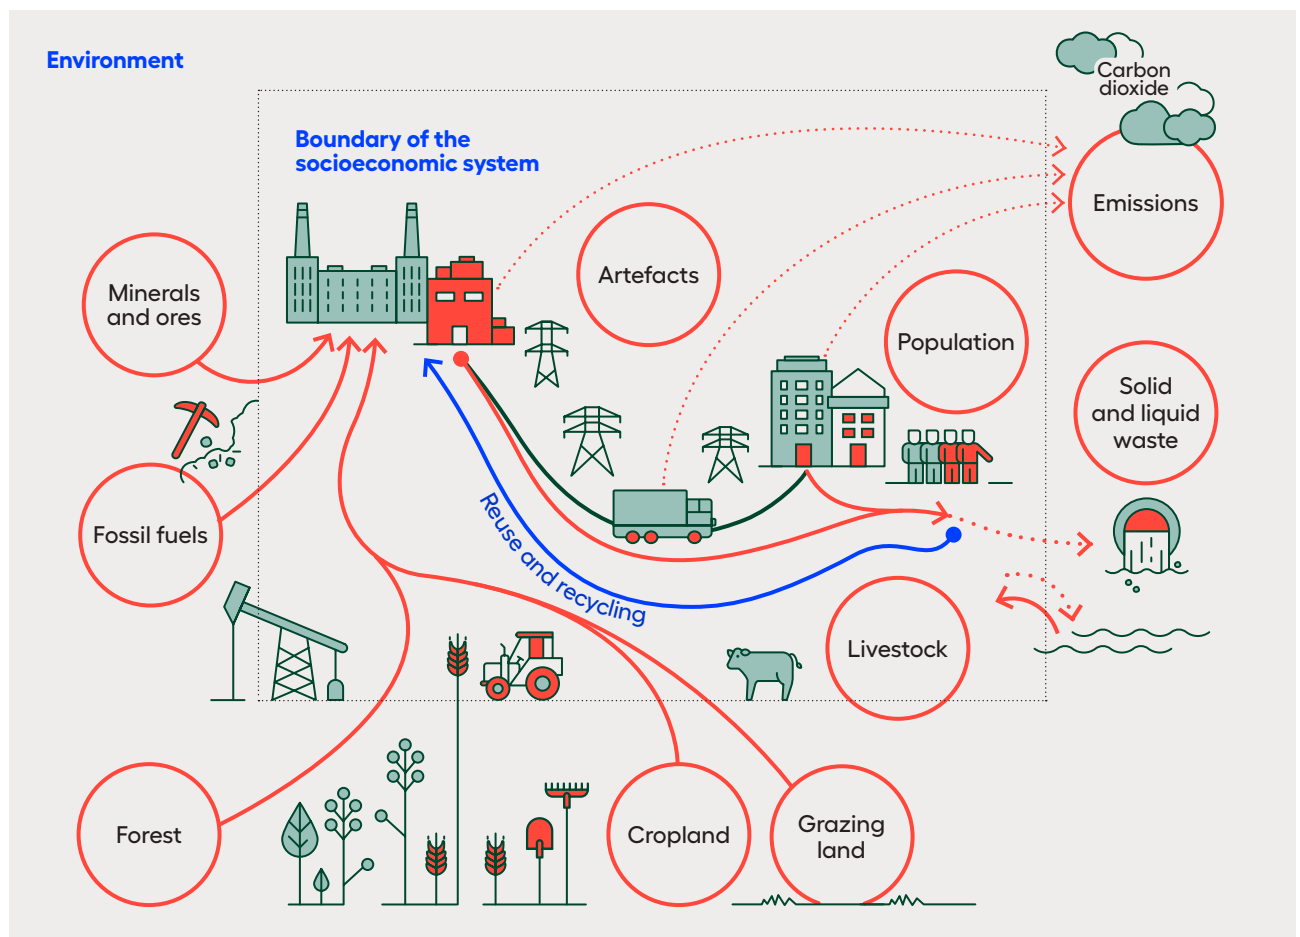 Environment
Carbon
dioxide
Boundary of the
socioeconomic system
Emissions
Artefacts
Minerals
and ores
Population
Solid
and liquid
waste
Fossil fuels
Reuse and recycling
Livestock
Forest
Cropland
Grazing
land